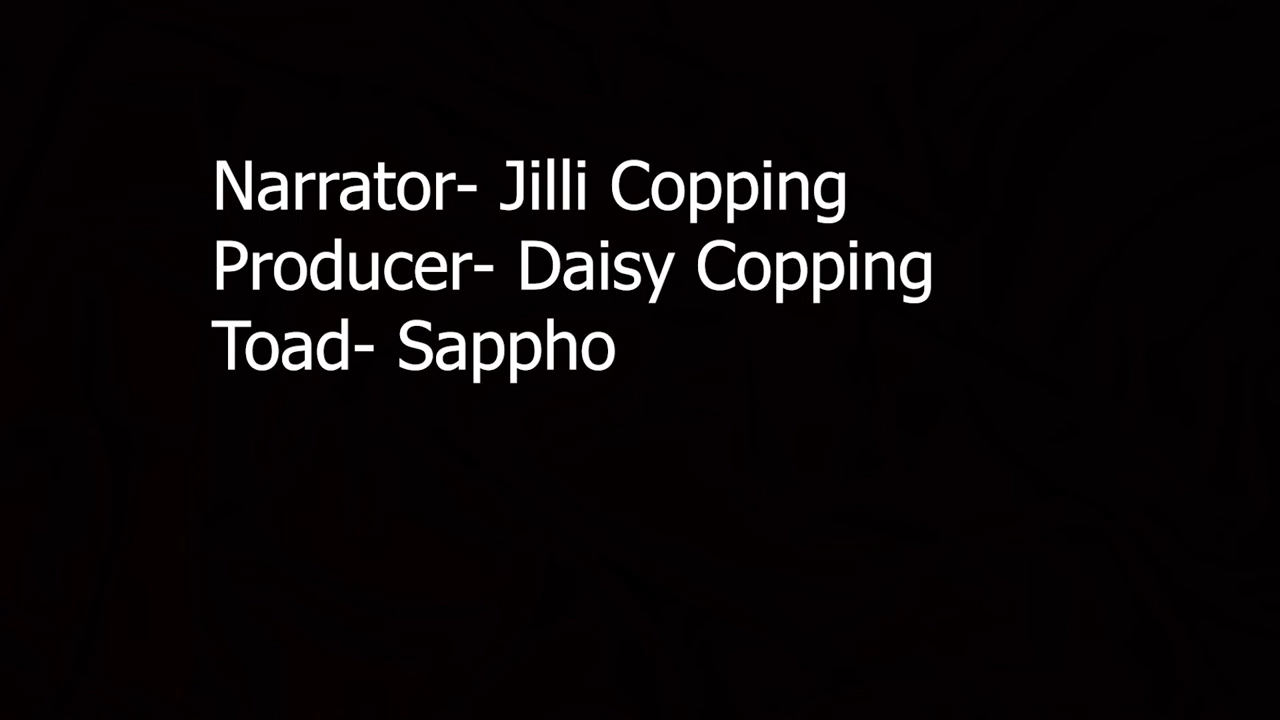 Narrator- Jilli Copping
Producer- Daisy Copping
Toad- Sappho